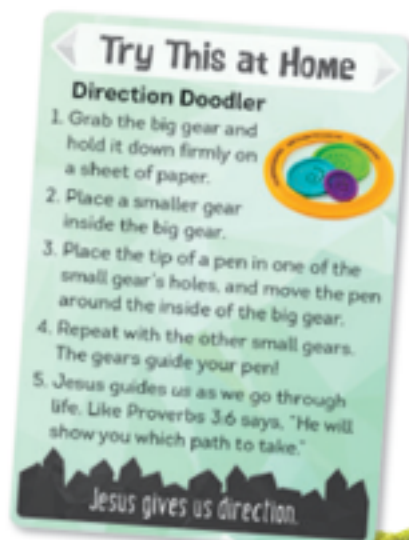 Try This at Home
Direction Doodler
1. Grab the big gear and
hold it down firmly on
a sheet of paper.
2. Place a smaller gear
inside the big gear.
3. Place the tip of a pen in one of the
small gear's holes, and move the pen
around the inside of the big gear.
4. Repeat with the other small gears.
The gears guide your pen!
5. Jesus guides us as we go through
life. Like Proverbs 3:6 says, "He will
show you which path to take."
Jesus gives us direction.